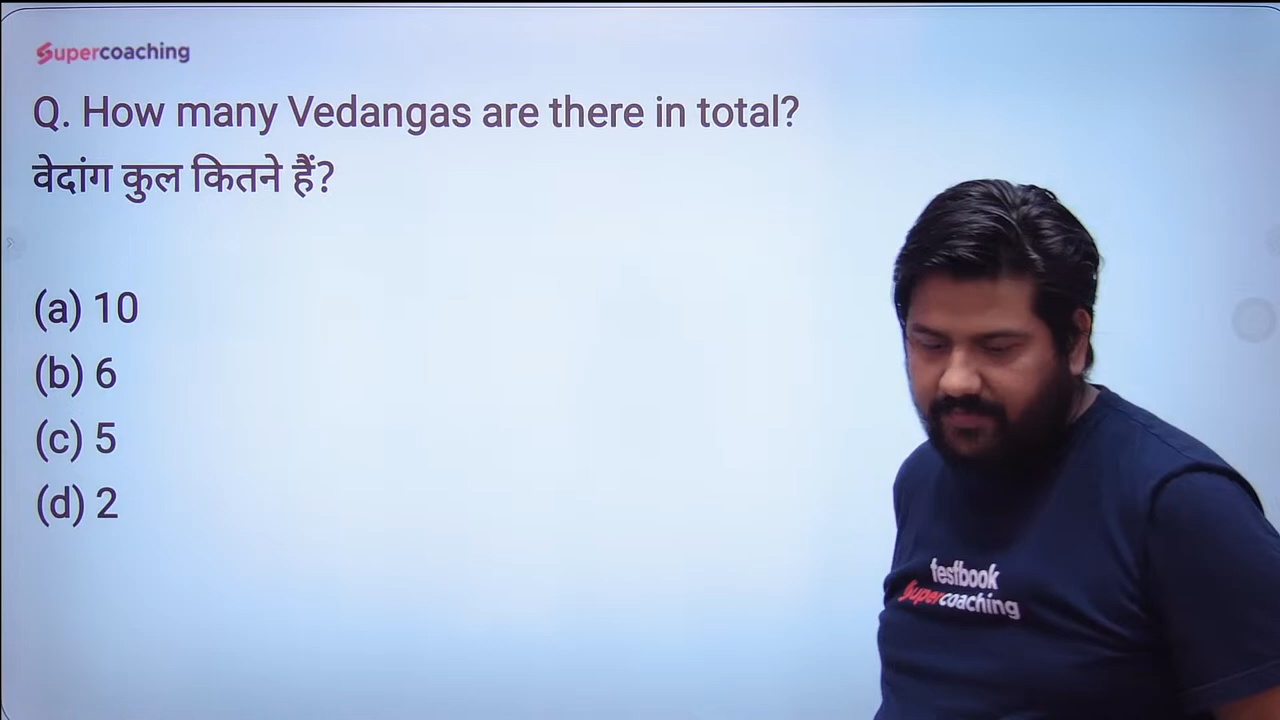 Supercoaching
Q. How many Vedangas are there in total?
वेदांग कुल कितने हैं?
(a) 10
(b) 6
(c) 5
(d) 2
testbook
Supercoaching